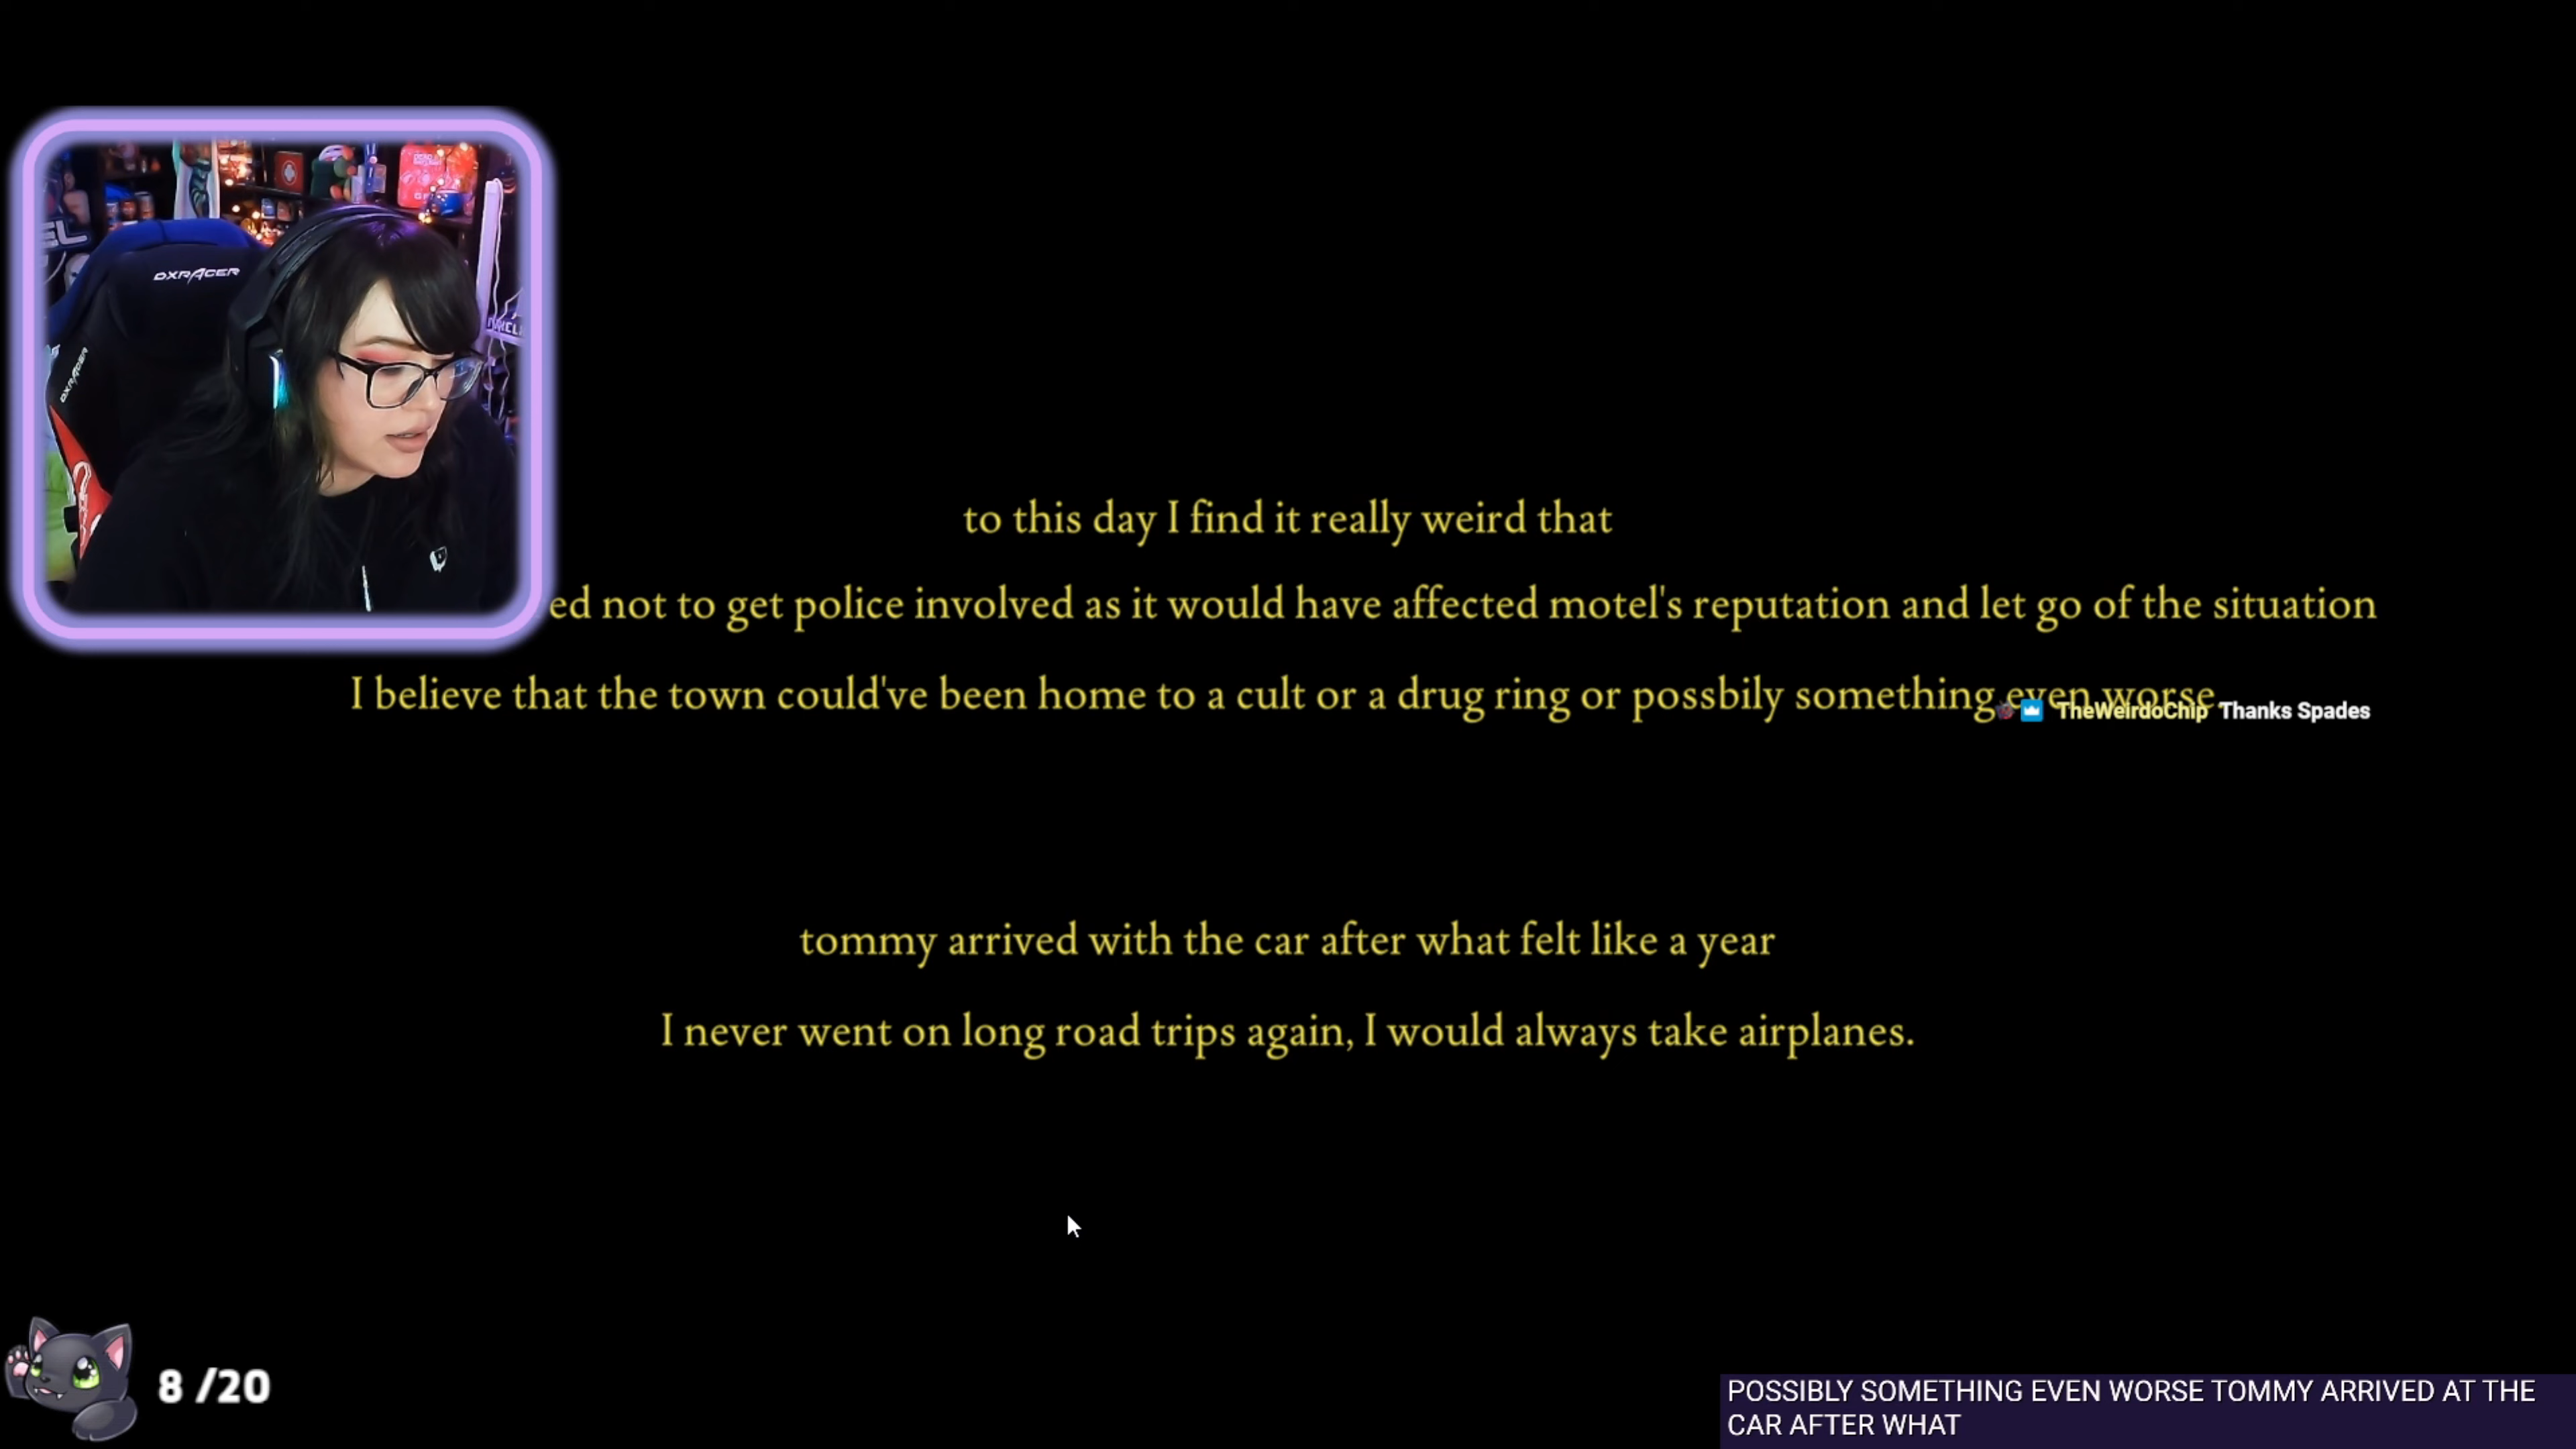 DXRACER
DXRACER
to this day I find it really weird that
ed not to get police involved as it would have affected motel's reputation and let go of the situation
I believe that the town could've been home to a cult or a drug ring or possbily something even worse
TheWeirdoChip Thanks Spades
tommy arrived with the car after what felt like a year
I never went on long road trips again, I would always take airplanes.
8 /20
POSSIBLY SOMETHING EVEN WORSE TOMMY ARRIVED AT THE
CAR AFTER WHAT